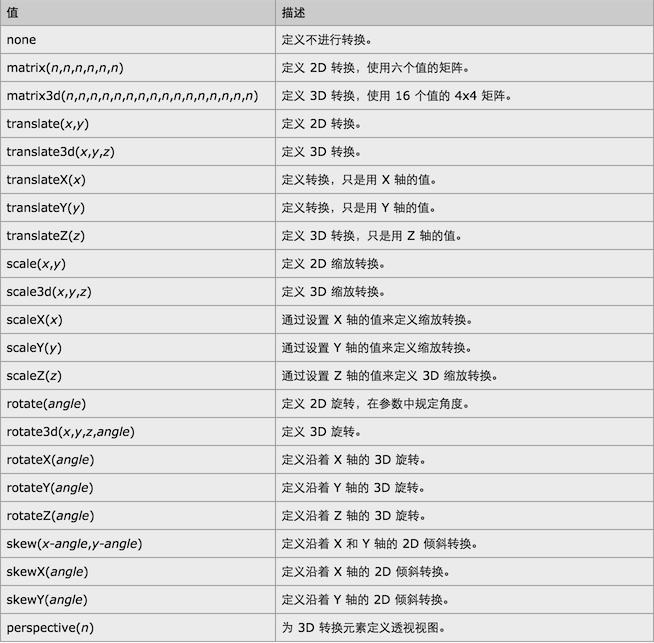 值 描述
none 定义不进行转换。
matrix(n,n,n,n,n,n) 定义 2D 转换，使用六个值的矩阵。
matrix3d(n,n,n,n,n,n,n,n,n,n,n,n,n,n,n,n) 定义 3D 转换，使用 16 个值的 4x4 矩阵。
translate(x,y) 定义 2D 转换。
translate3d(x,y,z) 定义 3D 转换。
translateX(x) 定义转换，只是用 X 轴的值。
translateY(y) 定义转换，只是用 Y 轴的值。
translateZ(z) 定义 3D 转换，只是用 Z 轴的值。
scale(x,y) 定义 2D 缩放转换。
scale3d(x,y,z) 定义 3D 缩放转换。
scaleX(x) 通过设置 X 轴的值来定义缩放转换。
scaleY(y) 通过设置 Y 轴的值来定义缩放转换。
scaleZ(z) 通过设置 Z 轴的值来定义 3D 缩放转换。
rotate(angle) 定义 2D 旋转，在参数中规定角度。
rotate3d(x,y,z,angle) 定义 3D 旋转。
rotateX(angle) 定义沿着 X 轴的 3D 旋转。
rotateY(angle) 定义沿着 Y 轴的 3D 旋转。
rotateZ(angle) 定义沿着 Z 轴的 3D 旋转。
skew(x-angle,y-angle) 定义沿着 X 和 Y 轴的 2D 倾斜转换。
skewX(angle) 定义沿着 X 轴的 2D 倾斜转换。
skewY(angle) 定义沿着 Y 轴的 2D 倾斜转换。
perspective(n) 为 3D 转换元素定义透视视图。